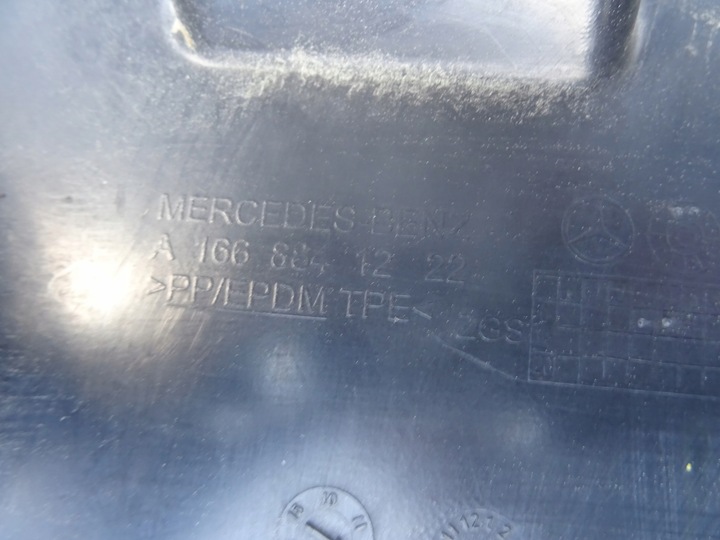 MERCEDES-BENZ
A 166 884 12 22
>PP/EPDM TPE<